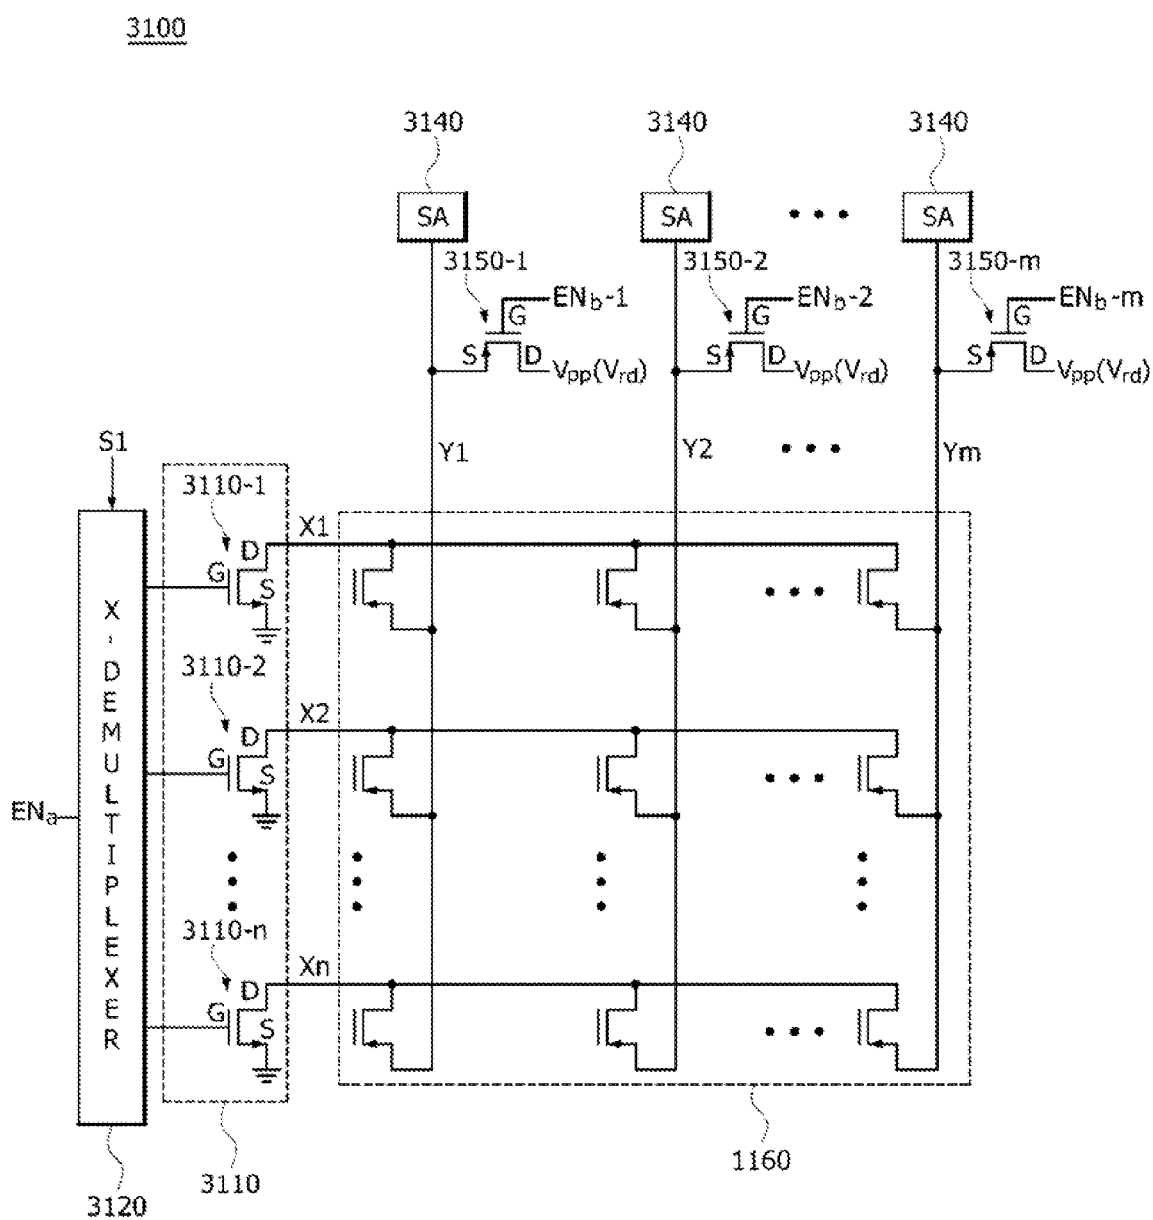 3100
3140 3140 3140
SA SA SA
3150-1 3150-2 3150-m
ENb-1 ENb-2 ENb-m
G G G
S D S D S D
Vpp(Vrd) Vpp(Vrd) Vpp(Vrd)
S1 Y1 Y2 Ym
3110-1
X1
D
G
S
X-DEMULTIPLEXER
3110-2
X2
D
G
S
ENa
3110-n
Xn
D
G
S
3120 3110 1160